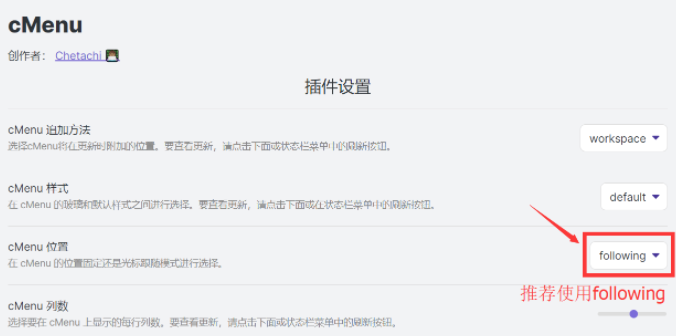 cMenu
创作者： Chetachi
插件设置
cMenu 追加方法
选择cMenu将在更新时附加的位置。要查看更新，请点击下面或状态栏菜单中的刷新按钮。
workspace
cMenu 样式
在 cMenu 的玻璃和默认样式之间进行选择。要查看更新，请点击下面或在状态栏菜单中的刷新按钮。
default
cMenu 位置
在 cMenu 的位置固定还是光标跟随模式进行选择。
following
推荐使用following
cMenu 列数
选择要在 cMenu 上显示的每行列数。要查看更新，请点击下面或状态栏菜单中的刷新按钮。